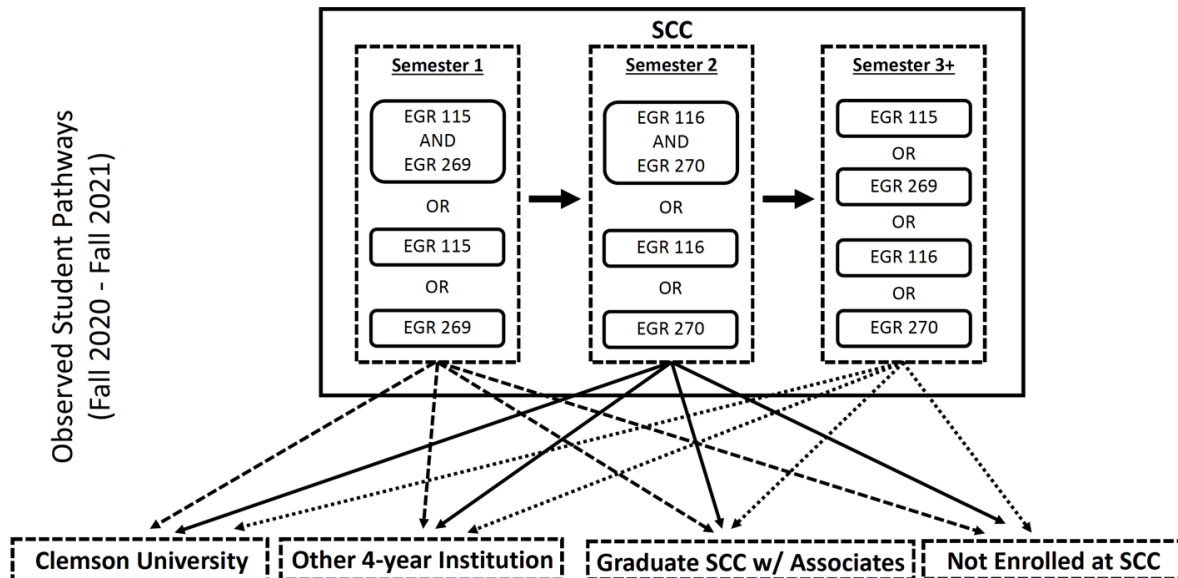 Observed Student Pathways
(Fall 2020 - Fall 2021)
SCC
Semester 1
EGR 115
AND
EGR 269
OR
EGR 115
OR
EGR 269
Semester 2
EGR 116
AND
EGR 270
OR
EGR 116
OR
EGR 270
Semester 3+
EGR 115
OR
EGR 269
OR
EGR 116
OR
EGR 270
Clemson University
Other 4-year Institution
Graduate SCC w/ Associates
Not Enrolled at SCC